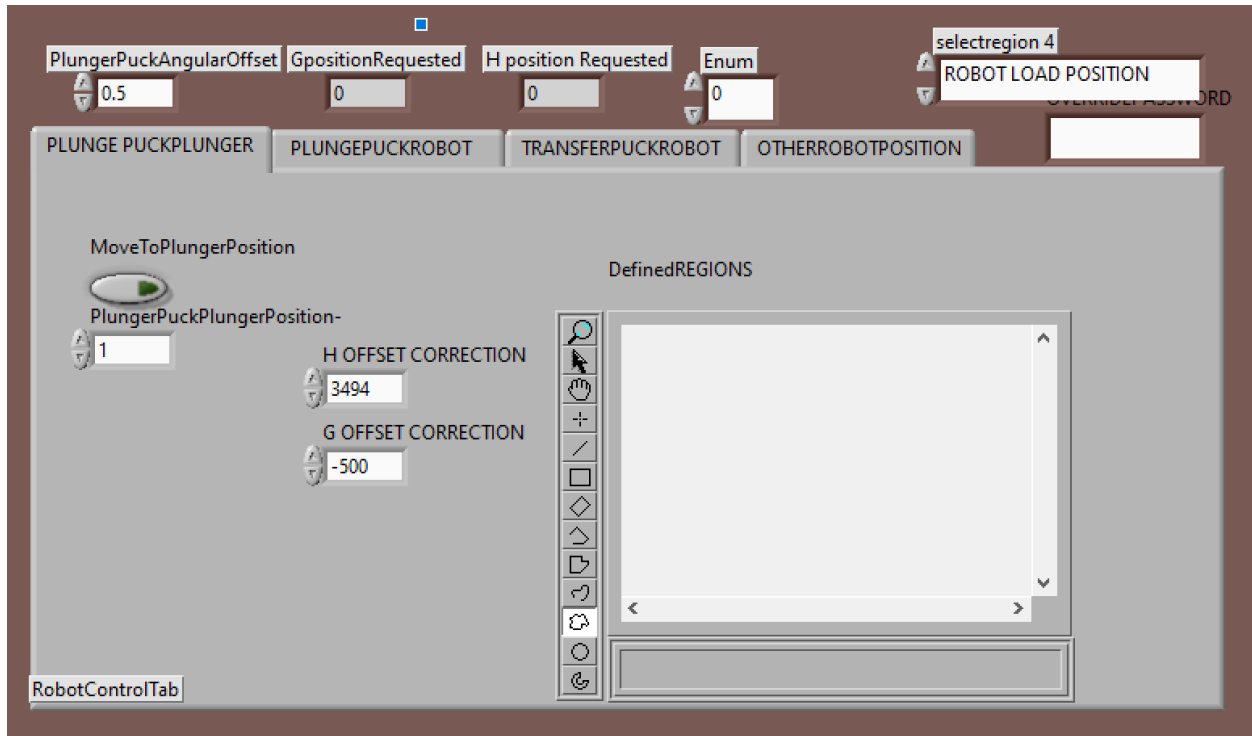 selectregion 4
PlungerPuckAngularOffset GpositionRequested H position Requested Enum
ROBOT LOAD POSITION
0.5 0 0 0
OVERRIDEPASSWORD
PLUNGE PUCKPLUNGER PLUNGEPUCKROBOT TRANSFERPUCKROBOT OTHERROBOTPOSITION
MoveToPlungerPosition
DefinedREGIONS
PlungerPuckPlungerPosition-
1
H OFFSET CORRECTION
3494
G OFFSET CORRECTION
-500
RobotControlTab